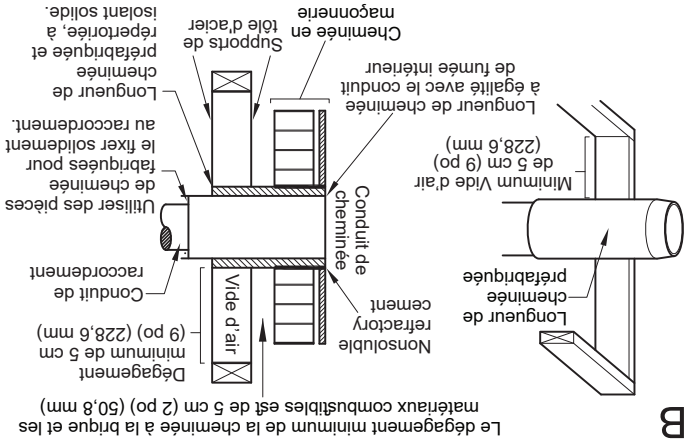 B
Le dégagement minimum de la cheminée à la brique et les
matériaux combustibles est de 5 cm (2 po) (50,8 mm)
Longueur de
cheminée
préfabriquée
Minimum Vide d'air
de 5 cm (9 po)
(228,6 mm)
Dégagement
minimum de 5 cm
(9 po) (228,6 mm)
Vide d'air
Nonsoluble
refractory
cement
Conduit de
raccordement
Conduit de
cheminée
Utiliser des pièces
de cheminée
fabriquées pour
le fixer solidement
au raccordement.
Longueur de cheminée
à égalité avec le conduit
de fumée intérieur
Longueur de
cheminée
préfabriquée et
répertoriée, à
isolant solide.
Supports de
tôle d'acier
Cheminée en
maçonnerie